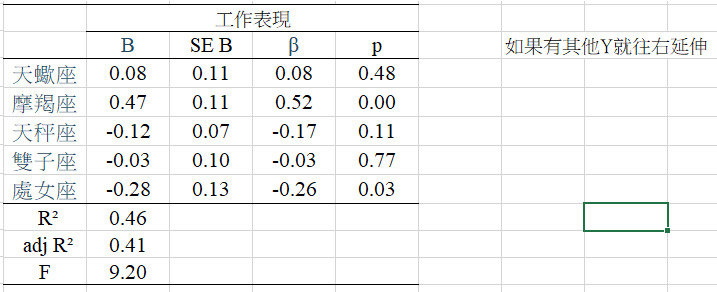 工作表現
B SE B β p
如果有其他Y就往右延伸
天蠍座 0.08 0.11 0.08 0.48
摩羯座 0.47 0.11 0.52 0.00
天秤座 -0.12 0.07 -0.17 0.11
雙子座 -0.03 0.10 -0.03 0.77
處女座 -0.28 0.13 -0.26 0.03
R² 0.46
adj R² 0.41
F 9.20